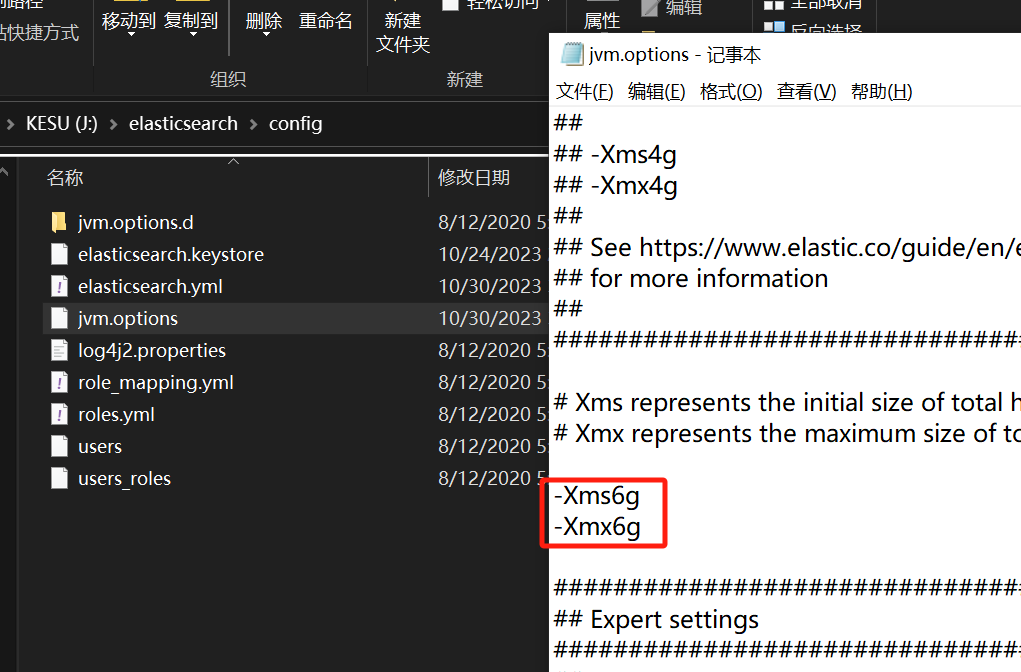 贴快捷方式
移动到 复制到
删除 重命名
新建
文件夹
轻松访问
属性
编辑
全部取消
反向选择
组织
新建
KESU (J:) elasticsearch config
名称 修改日期
jvm.options.d 8/12/2020 5:
elasticsearch.keystore 10/24/2023
elasticsearch.yml 10/30/2023
jvm.options 10/30/2023
log4j2.properties 8/12/2020 5:
role_mapping.yml 8/12/2020 5:
roles.yml 8/12/2020 5:
users 8/12/2020 5:
users_roles 8/12/2020 5:
jvm.options - 记事本
文件(F) 编辑(E) 格式(O) 查看(V) 帮助(H)
##
## -Xms4g
## -Xmx4g
##
## See https://www.elastic.co/guide/en/e
## for more information
##
################################
# Xms represents the initial size of total h
# Xmx represents the maximum size of to
-Xms6g
-Xmx6g
################################
## Expert settings
################################